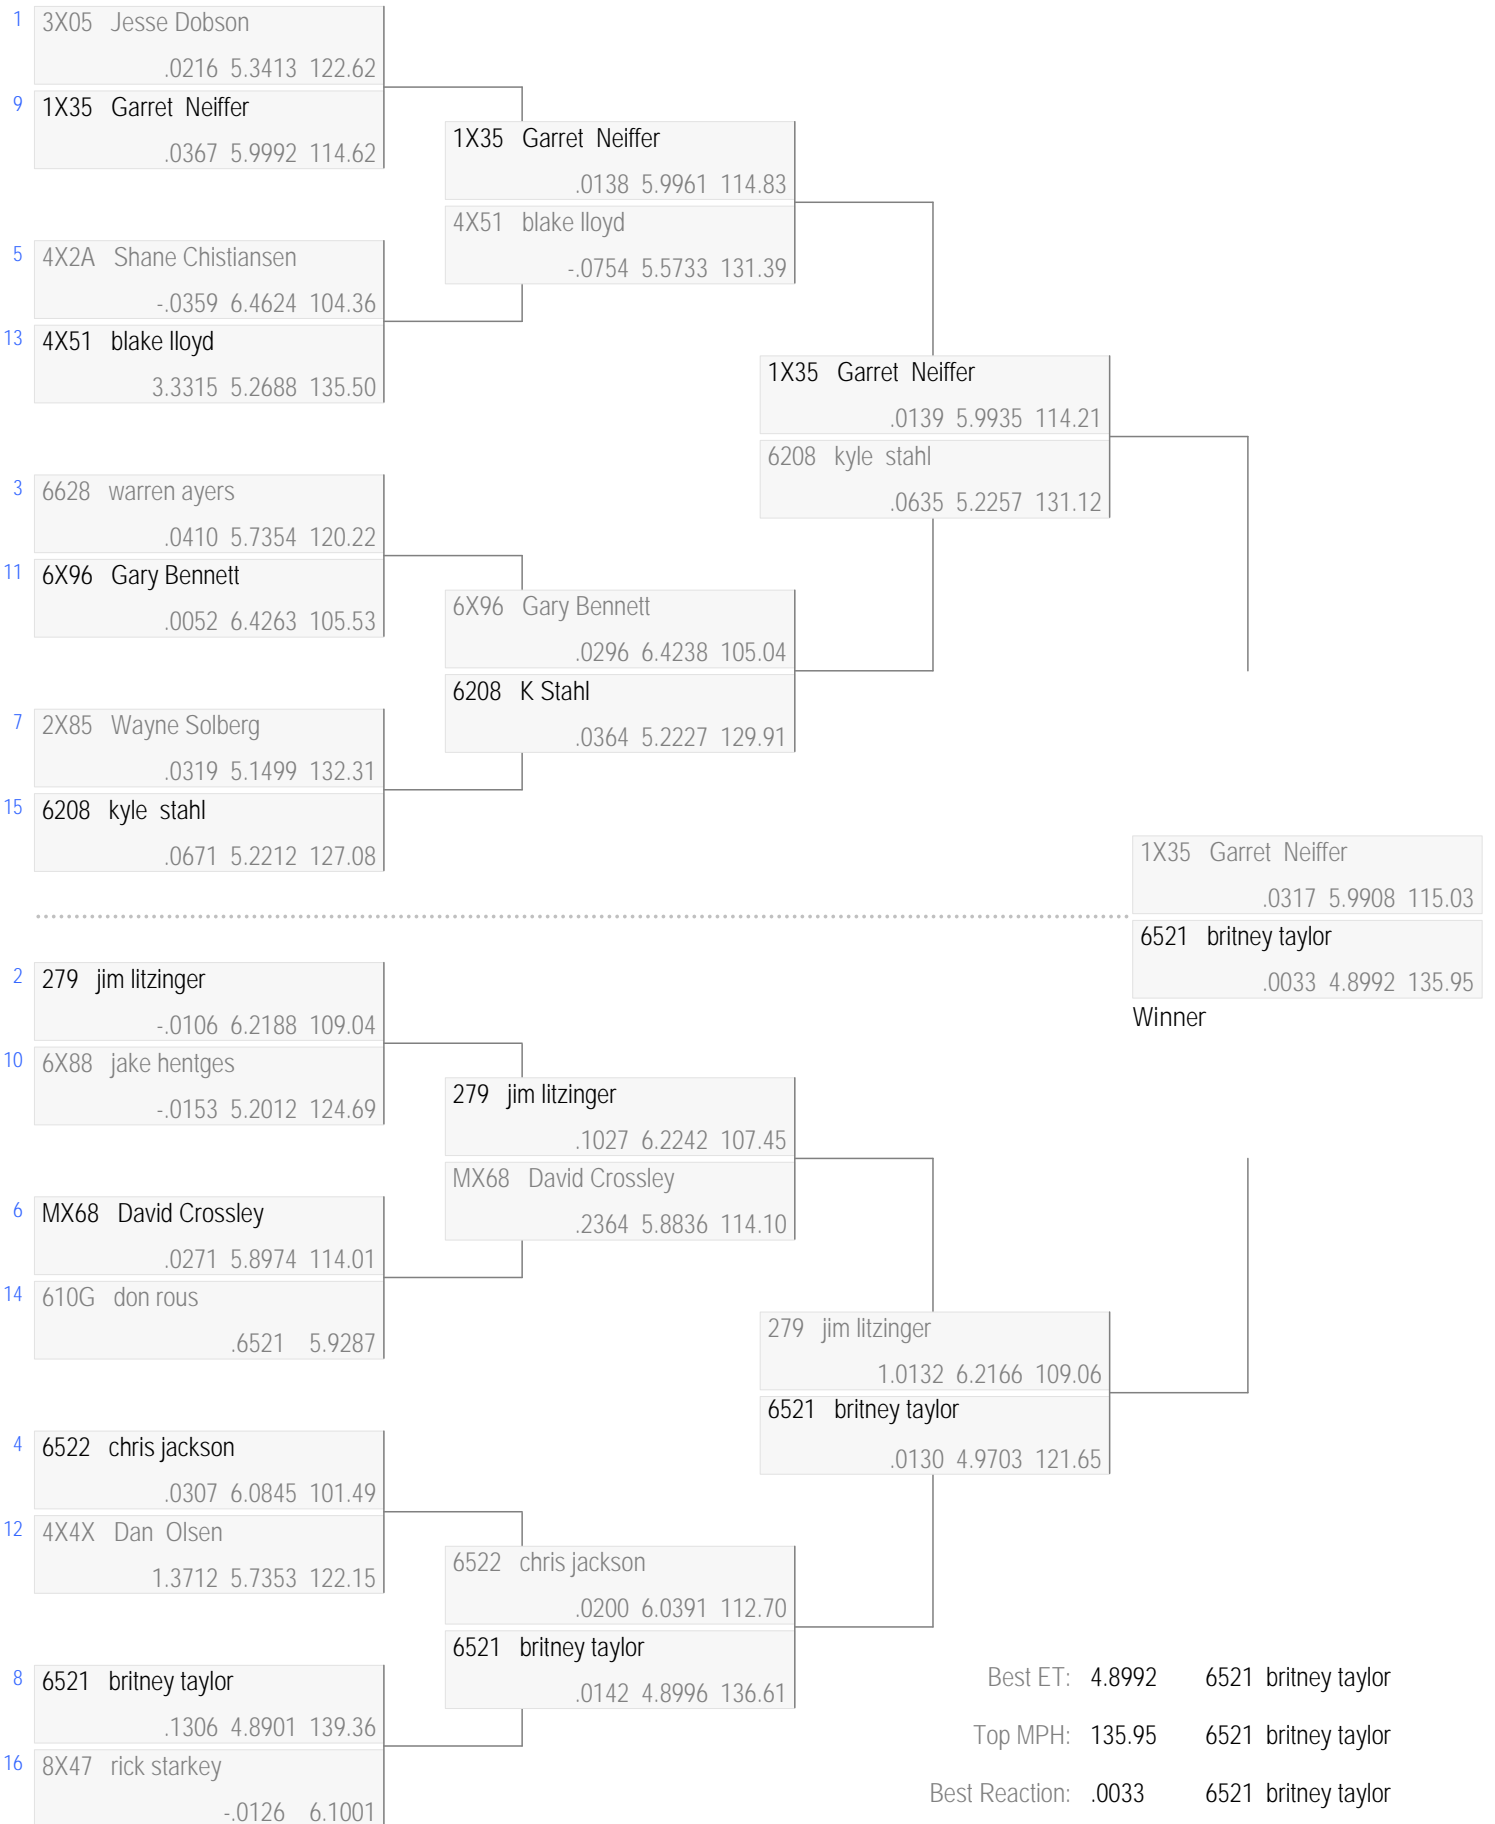 1 3X05 Jesse Dobson
.0216 5.3413 122.62
9 1X35 Garret Neiffer
.0367 5.9992 114.62
5 4X2A Shane Chistiansen
-.0359 6.4624 104.36
13 4X51 blake lloyd
3.3315 5.2688 135.50
3 6628 warren ayers
.0410 5.7354 120.22
11 6X96 Gary Bennett
.0052 6.4263 105.53
7 2X85 Wayne Solberg
.0319 5.1499 132.31
15 6208 kyle stahl
.0671 5.2212 127.08
1X35 Garret Neiffer
.0138 5.9961 114.83
4X51 blake lloyd
-.0754 5.5733 131.39
6X96 Gary Bennett
.0296 6.4238 105.04
6208 K Stahl
.0364 5.2227 129.91
1X35 Garret Neiffer
.0139 5.9935 114.21
6208 kyle stahl
.0635 5.2257 131.12
1X35 Garret Neiffer
.0317 5.9908 115.03
6521 britney taylor
.0033 4.8992 135.95
Winner
2 279 jim litzinger
-.0106 6.2188 109.04
10 6X88 jake hentges
-.0153 5.2012 124.69
6 MX68 David Crossley
.0271 5.8974 114.01
14 610G don rous
.6521 5.9287
4 6522 chris jackson
.0307 6.0845 101.49
12 4X4X Dan Olsen
1.3712 5.7353 122.15
8 6521 britney taylor
.1306 4.8901 139.36
16 8X47 rick starkey
-.0126 6.1001
279 jim litzinger
.1027 6.2242 107.45
MX68 David Crossley
.2364 5.8836 114.10
6522 chris jackson
.0200 6.0391 112.70
6521 britney taylor
.0142 4.8996 136.61
279 jim litzinger
1.0132 6.2166 109.06
6521 britney taylor
.0130 4.9703 121.65
Best ET: 4.8992 6521 britney taylor
Top MPH: 135.95 6521 britney taylor
Best Reaction: .0033 6521 britney taylor